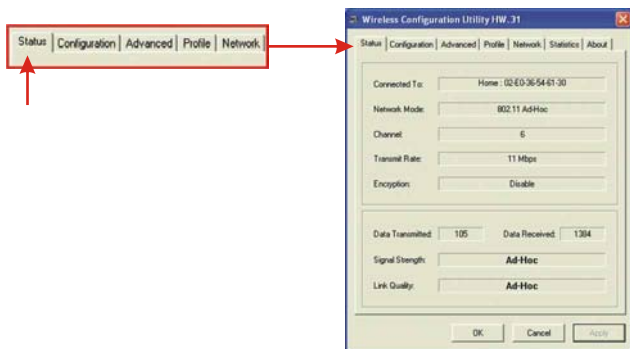 Status Configuration Advanced Profile Network
Wireless Configuration Utility HW.31
Status Configuration Advanced Profile Network Statistics About
Connected To: Home : 02-E0-36-54-61-30
Network Mode: 802.11 Ad-Hoc
Channel: 6
Transmit Rate: 11 Mbps
Encryption: Disable
Data Transmitted: 105 Data Received: 1384
Signal Strength: Ad-Hoc
Link Quality: Ad-Hoc
OK Cancel Apply